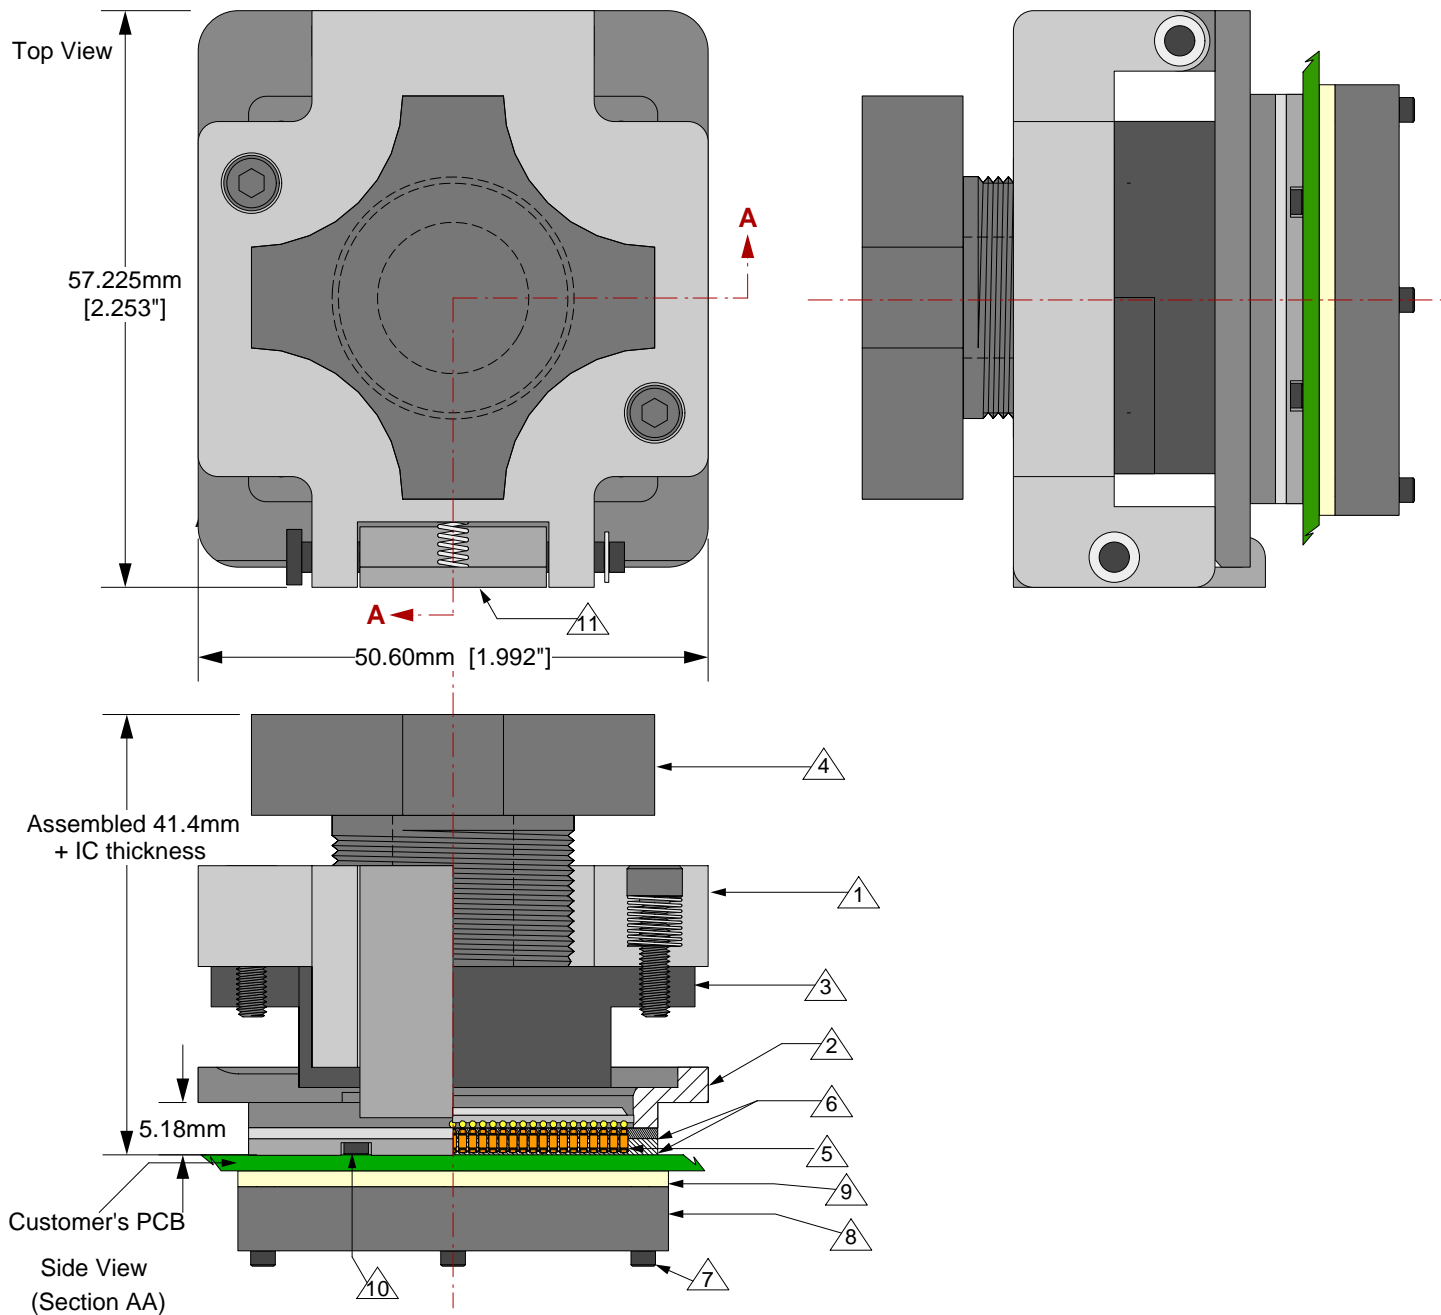 Top View
57.225mm
[2.253"]
A
A
11
50.60mm [1.992"]
4
Assembled 41.4mm
+ IC thickness
1
3
2
6
5.18mm
5
9
Customer's PCB
8
Side View
7
10
(Section AA)